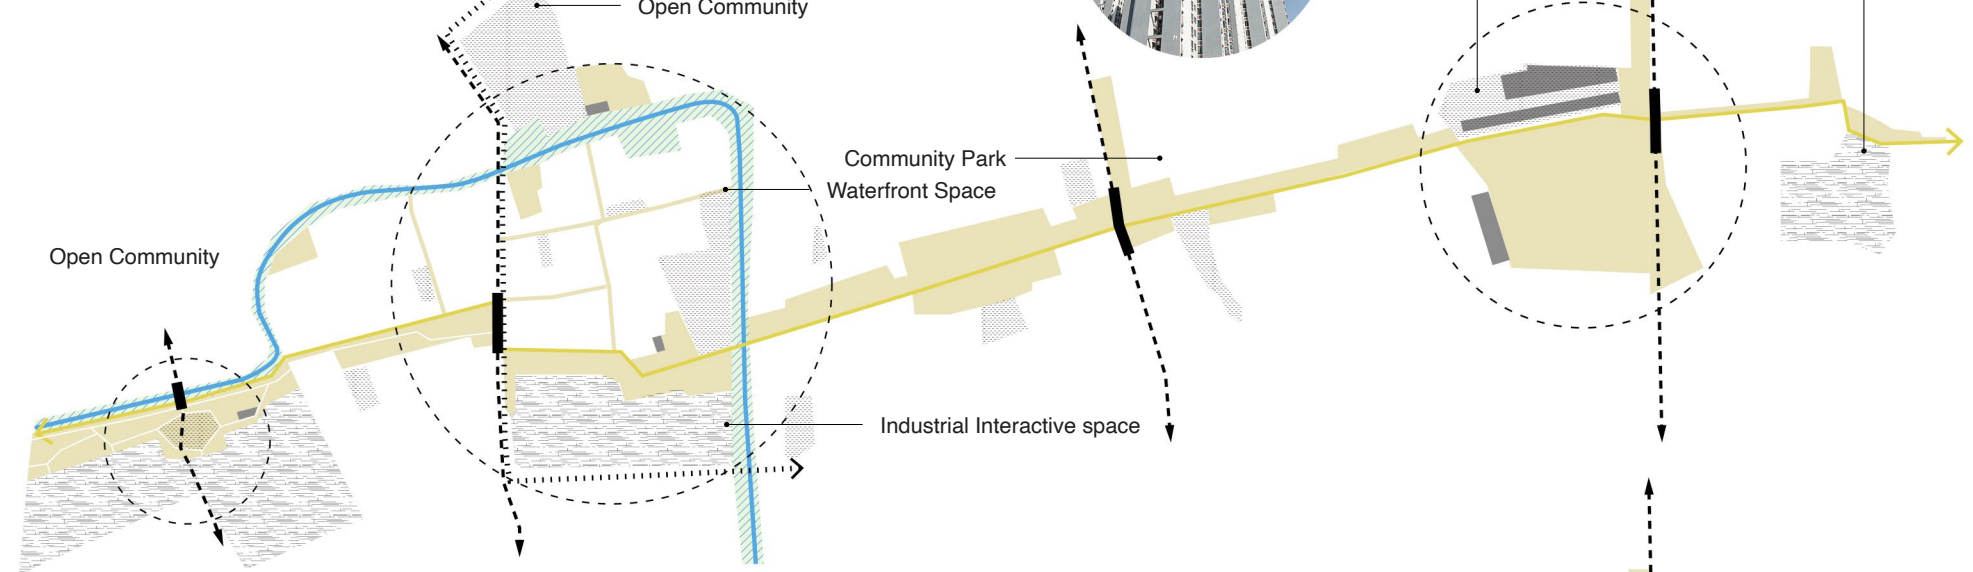 Open Community
Community Park
Waterfront Space
Open Community
Industrial Interactive space